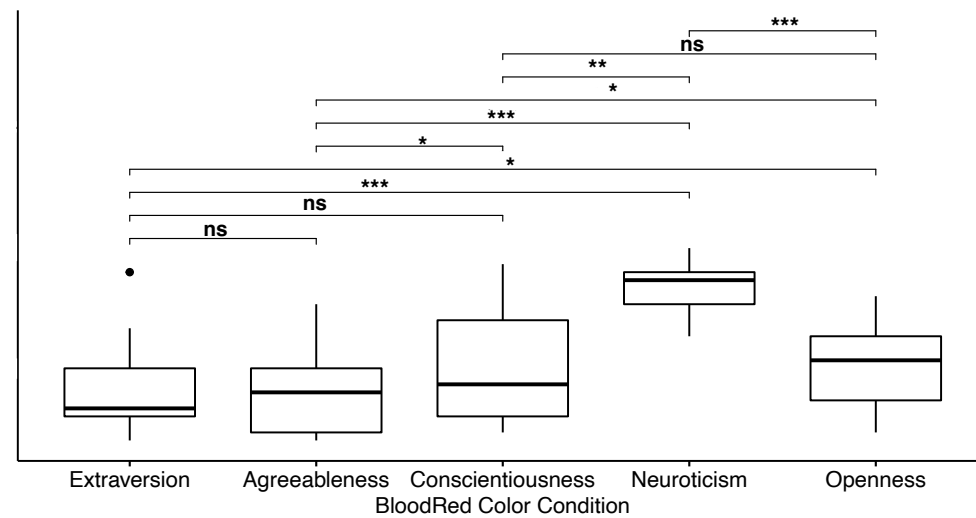 ***
ns
**
*
***
*
*
***
ns
ns
Extraversion Agreeableness Conscientiousness Neuroticism Openness
BloodRed Color Condition